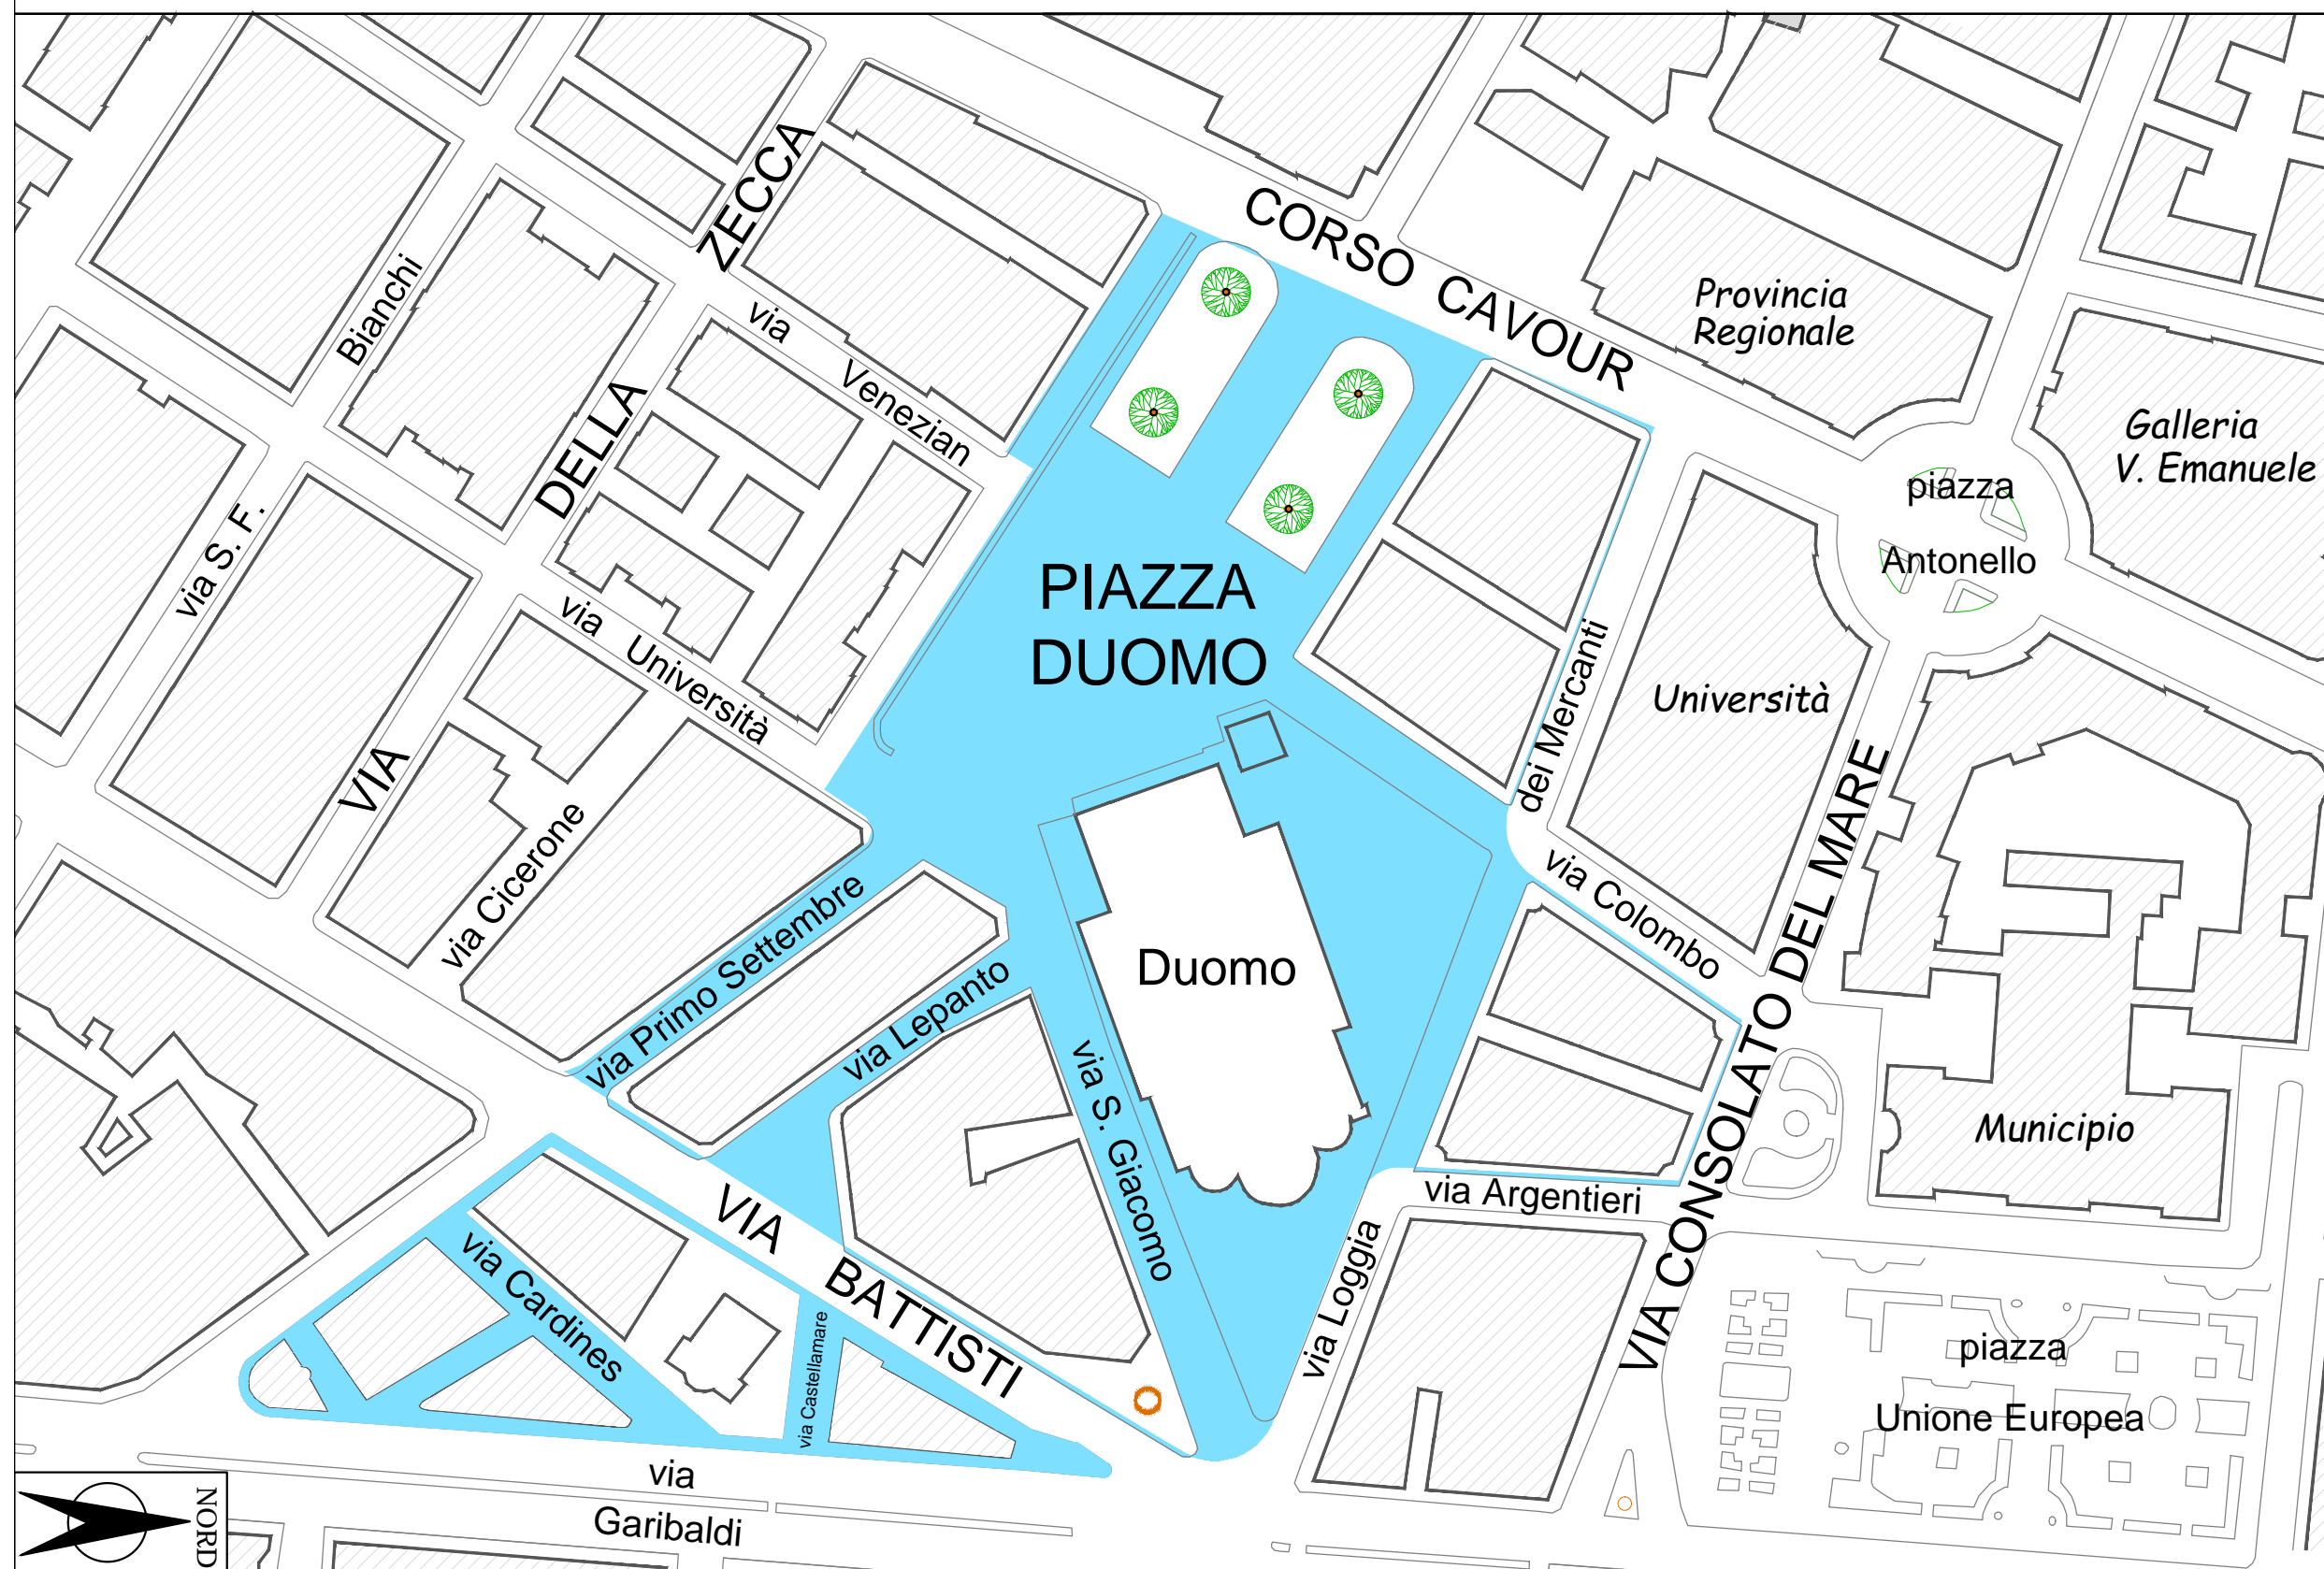 ZECCA
CORSO CAVOUR
Bianchi
via
Venezian
Provincia
Regionale
DELLA
Galleria
V. Emanuele
piazza
Antonello
via S. F.
PIAZZA
DUOMO
via
Università
dei Mercanti
Università
VIA
via Cicerone
via Primo Settembre
via Lepanto
Duomo
via Colombo
VIA CONSOLATO DEL MARE
via S. Giacomo
Municipio
via Argentieri
VIA
BATTISTI
via Cardines
via Castellamare
via Loggia
piazza
Unione Europea
via
Garibaldi
NORD